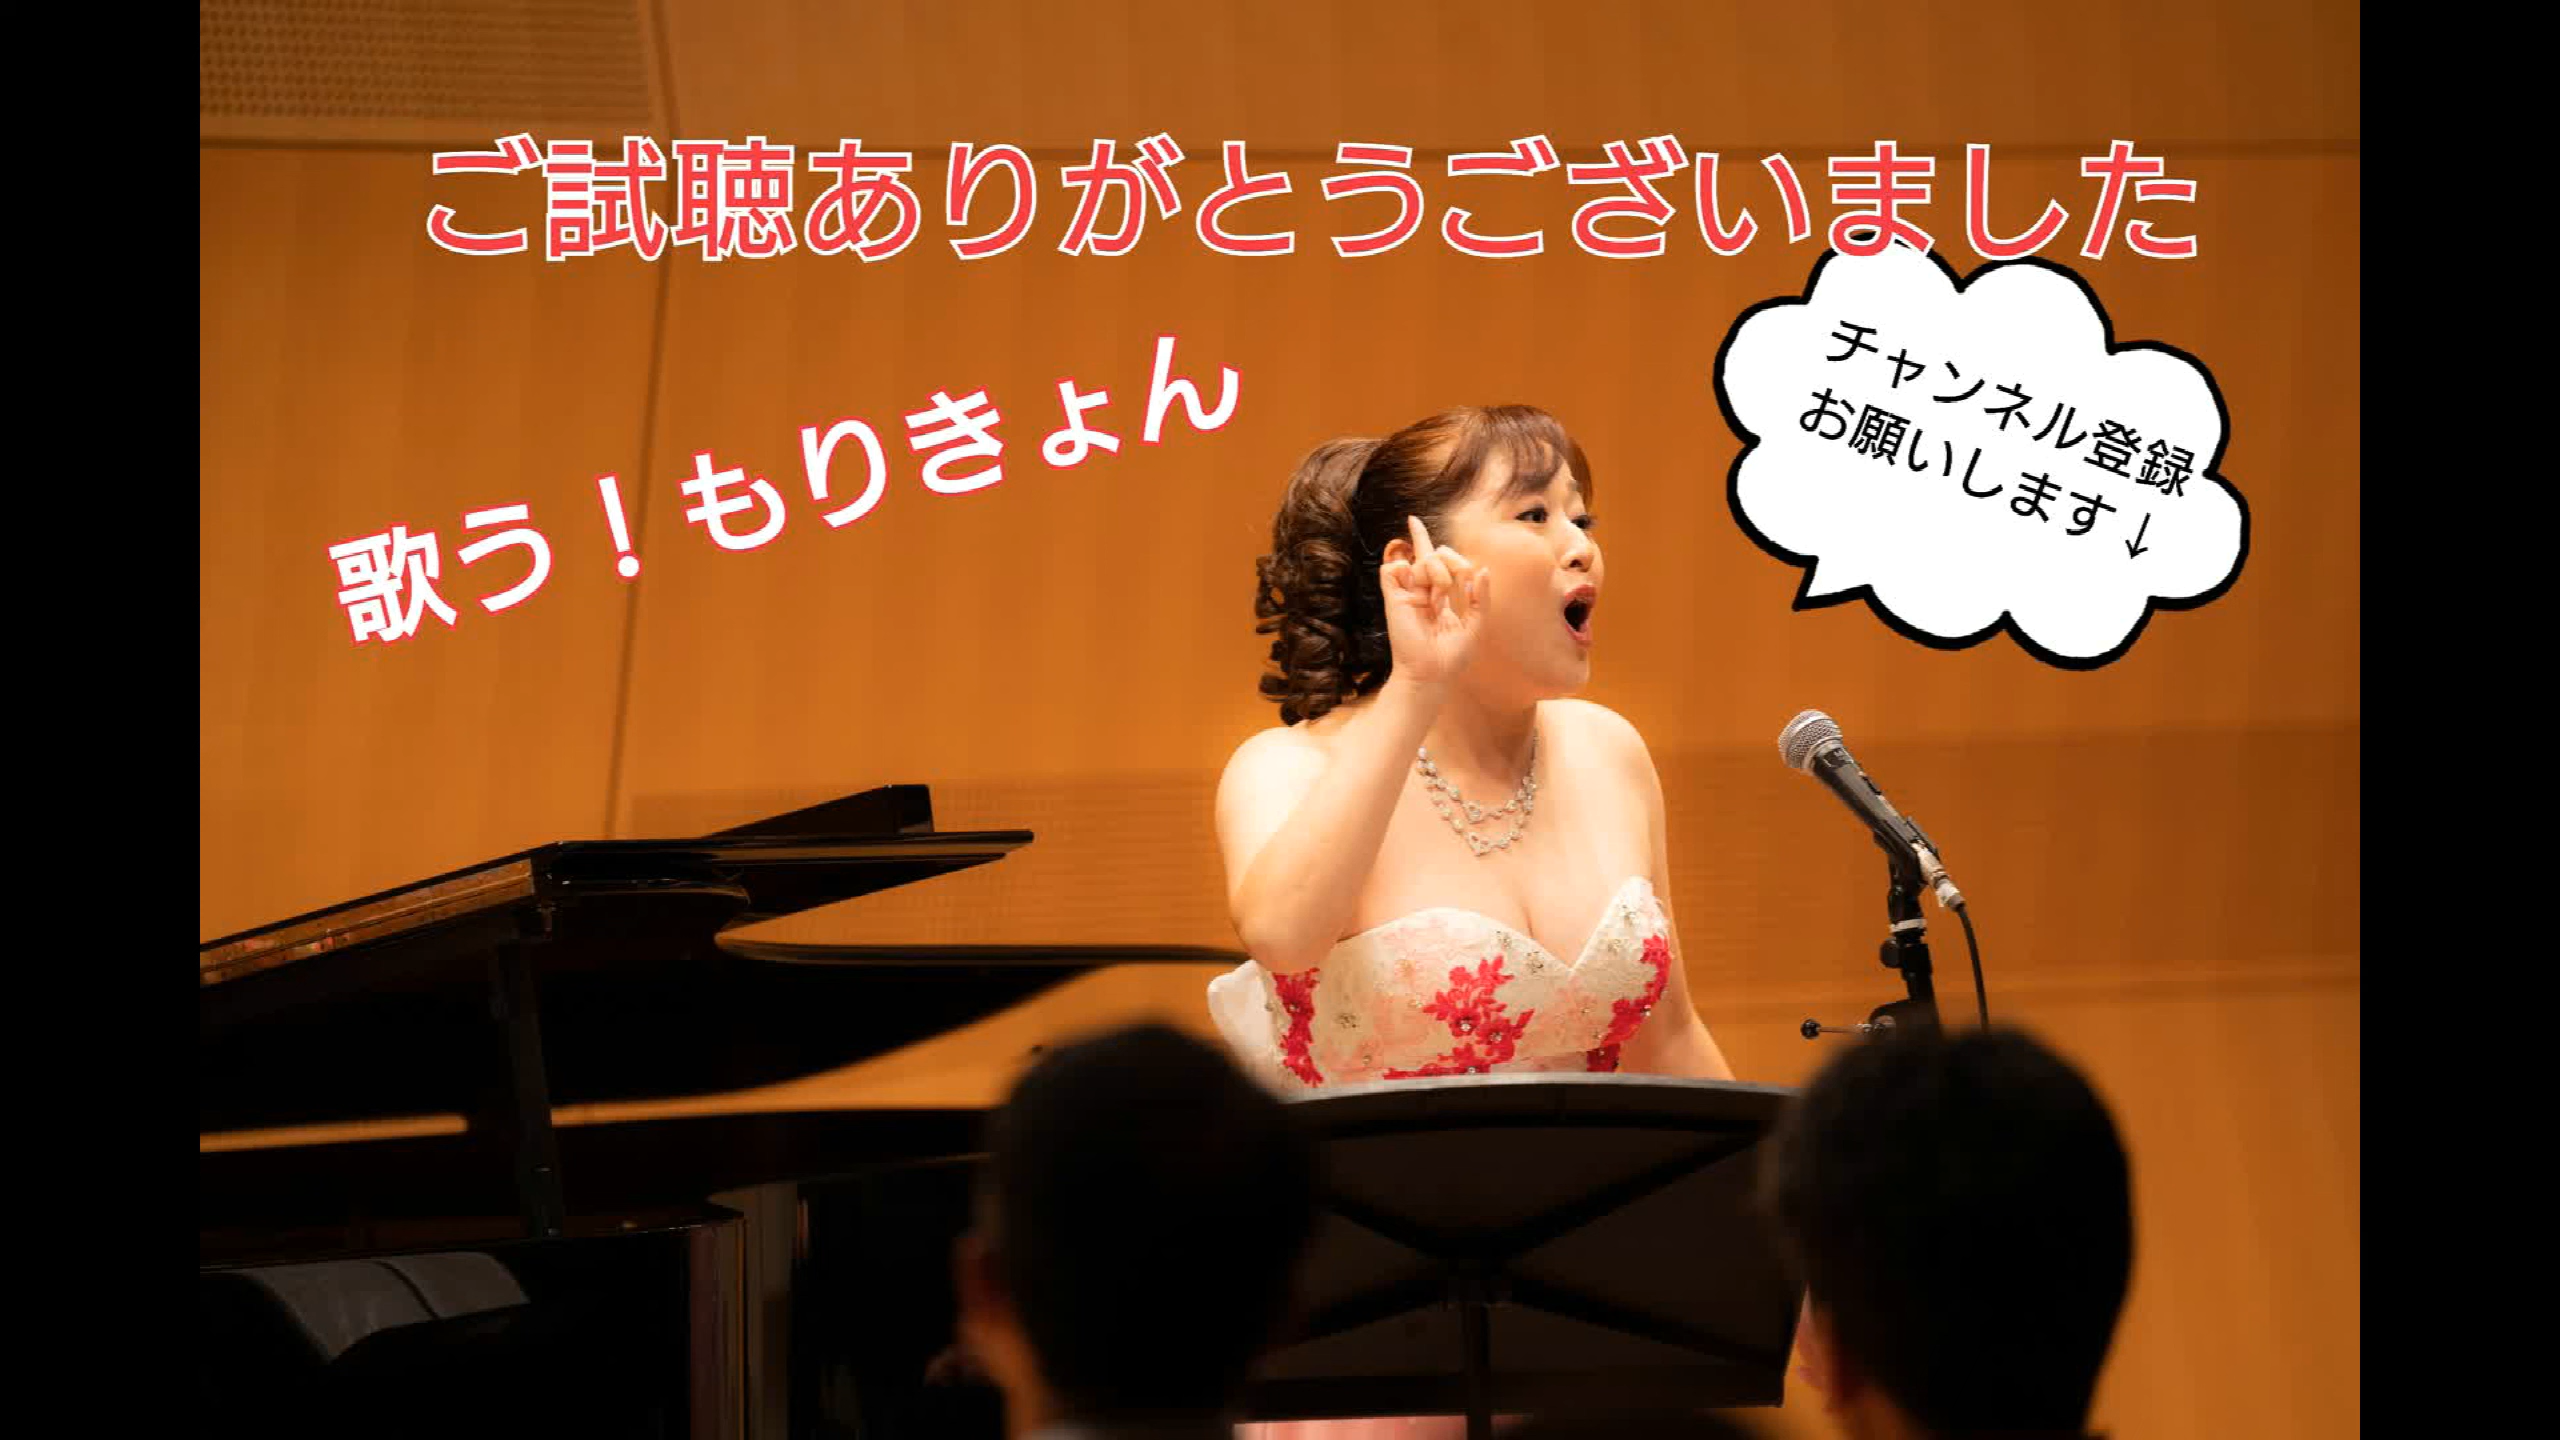 ご試聴ありがとうございました
歌う！もりきょん
チャンネル登録
お願いします↓